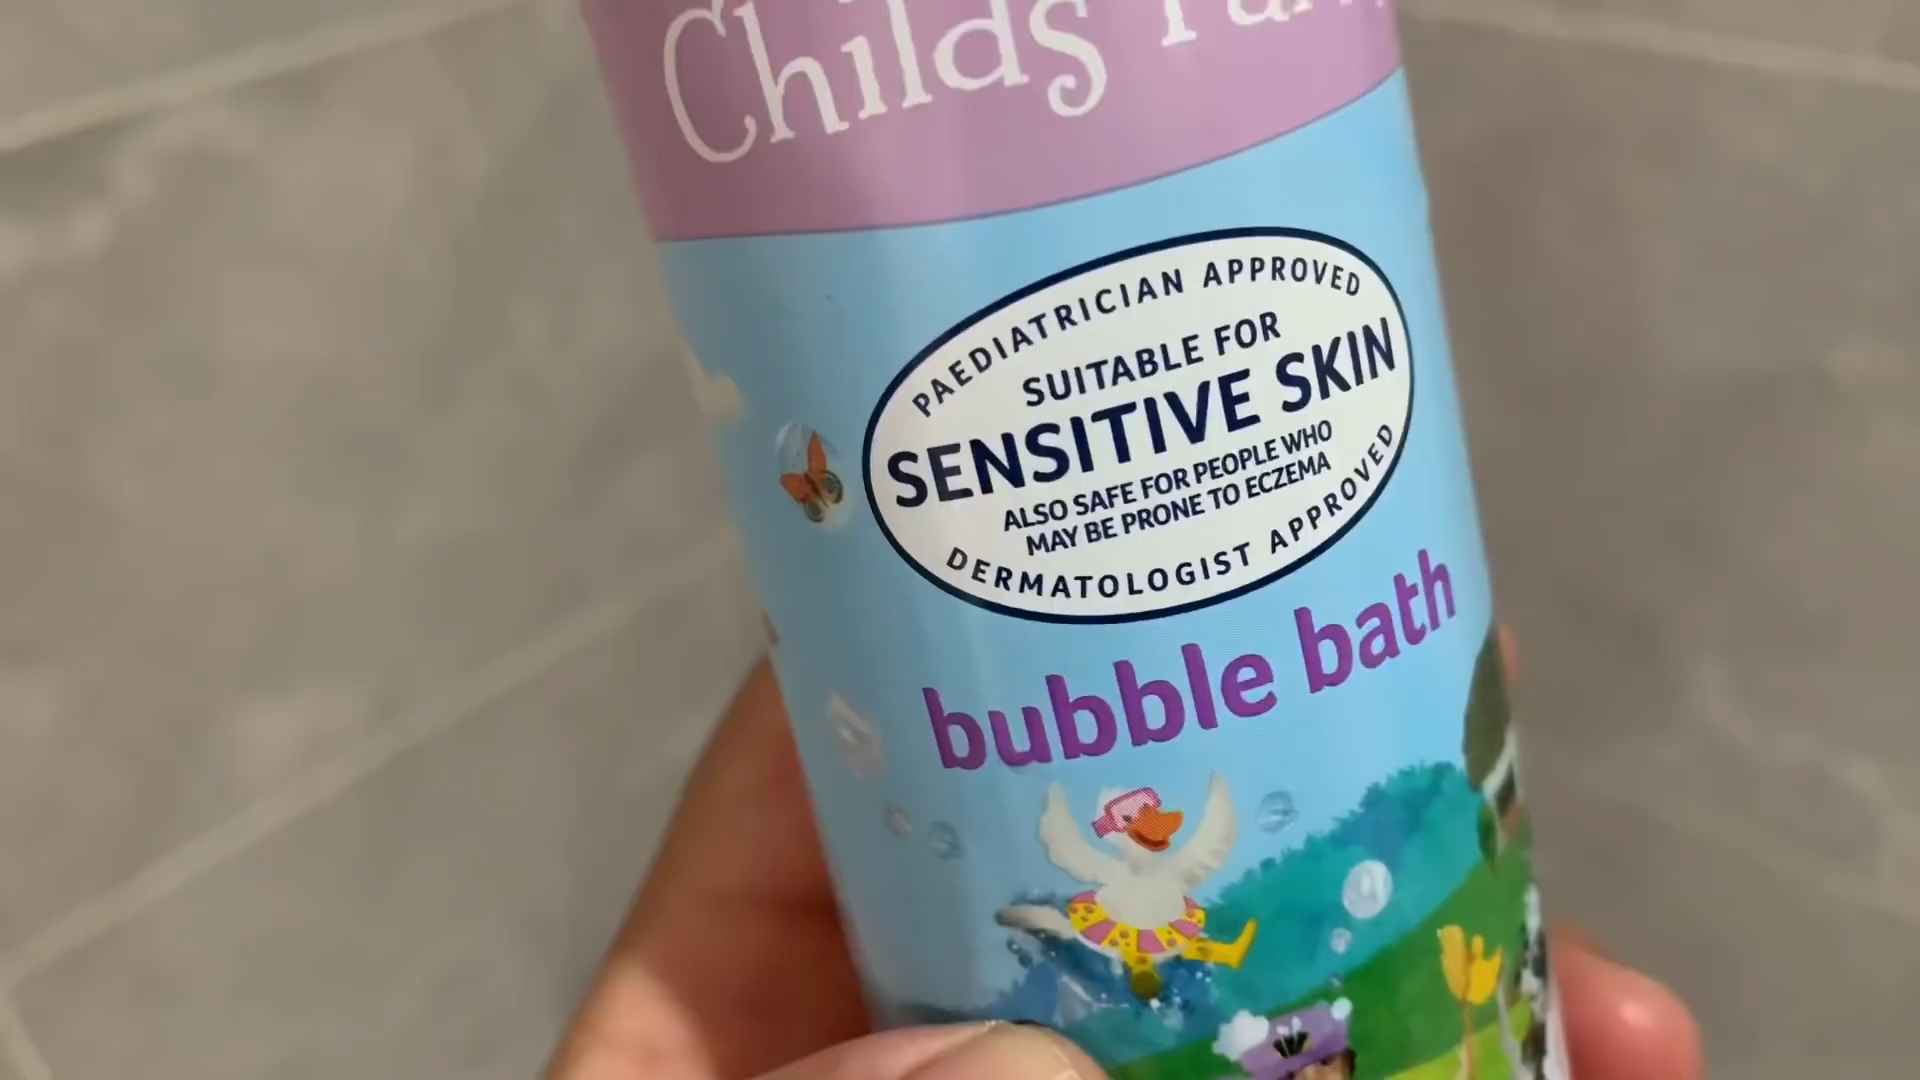 Childs
PAEDIATRICIAN APPROVED
SUITABLE FOR
SENSITIVE SKIN
ALSO SAFE FOR PEOPLE WHO
MAY BE PRONE TO ECZEMA
DERMATOLOGIST APPROVED
bubble bath